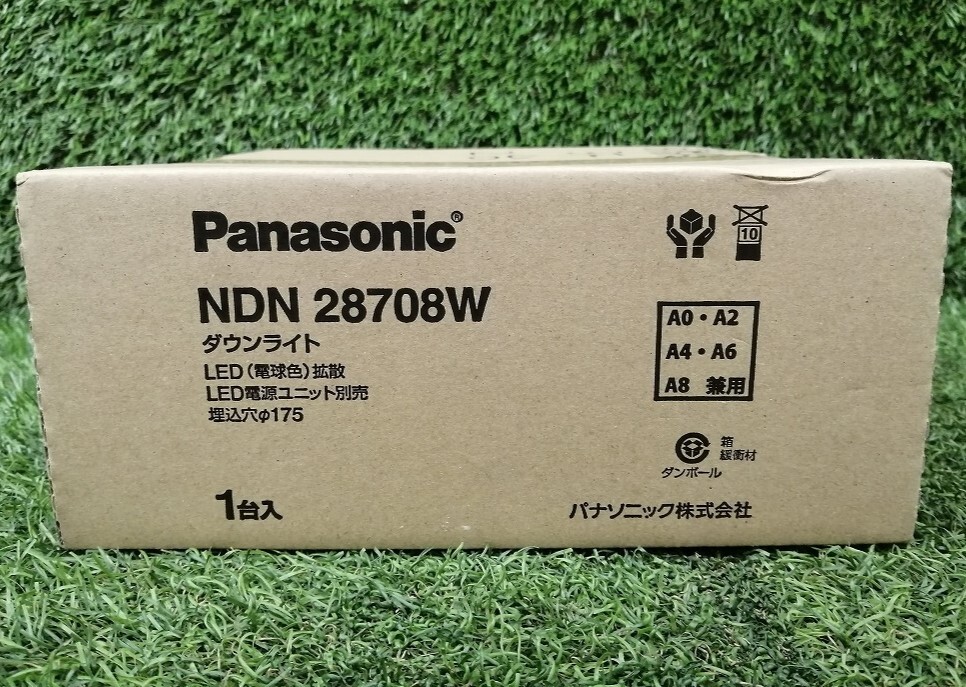 Panasonic®
NDN 28708W
ダウンライト
LED（電球色）拡散
LED電源ユニット別売
埋込穴φ175
1台入
10
A0・A2
A4・A6
A8 兼用
箱
緩衝材
ダンボール
パナソニック株式会社